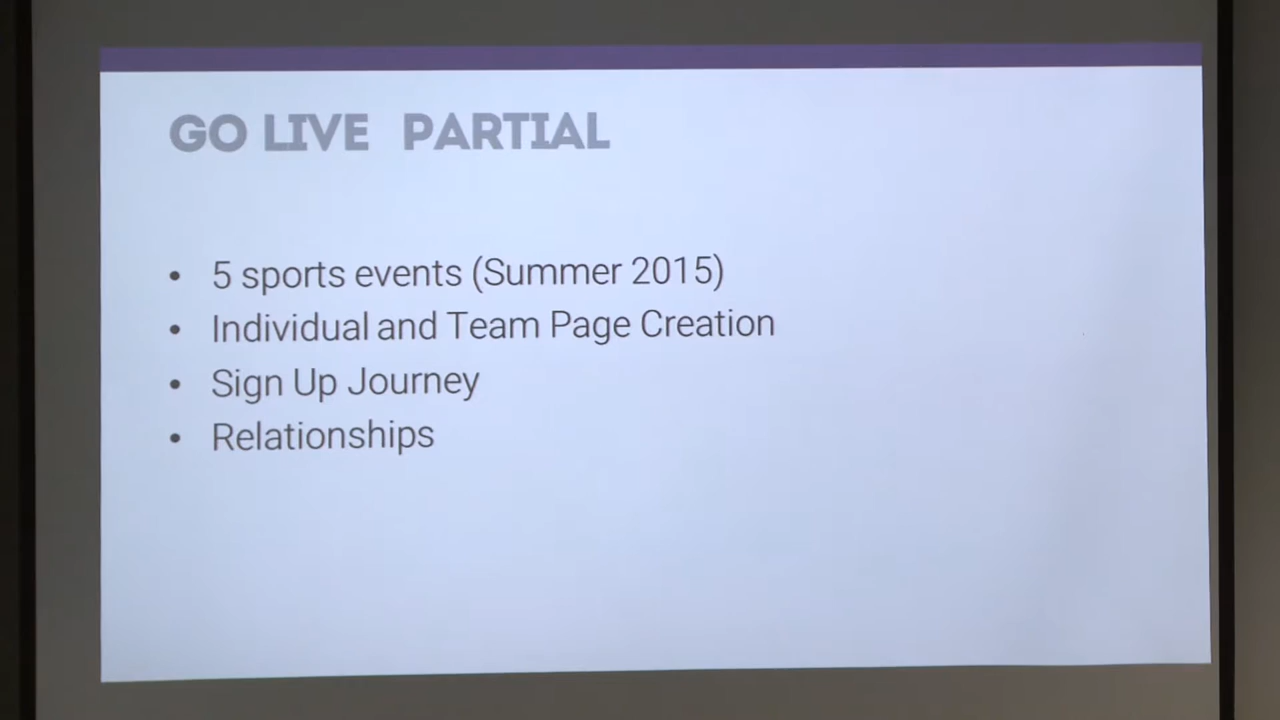 GO LIVE PARTIAL
• 5 sports events (Summer 2015)
• Individual and Team Page Creation
• Sign Up Journey
• Relationships